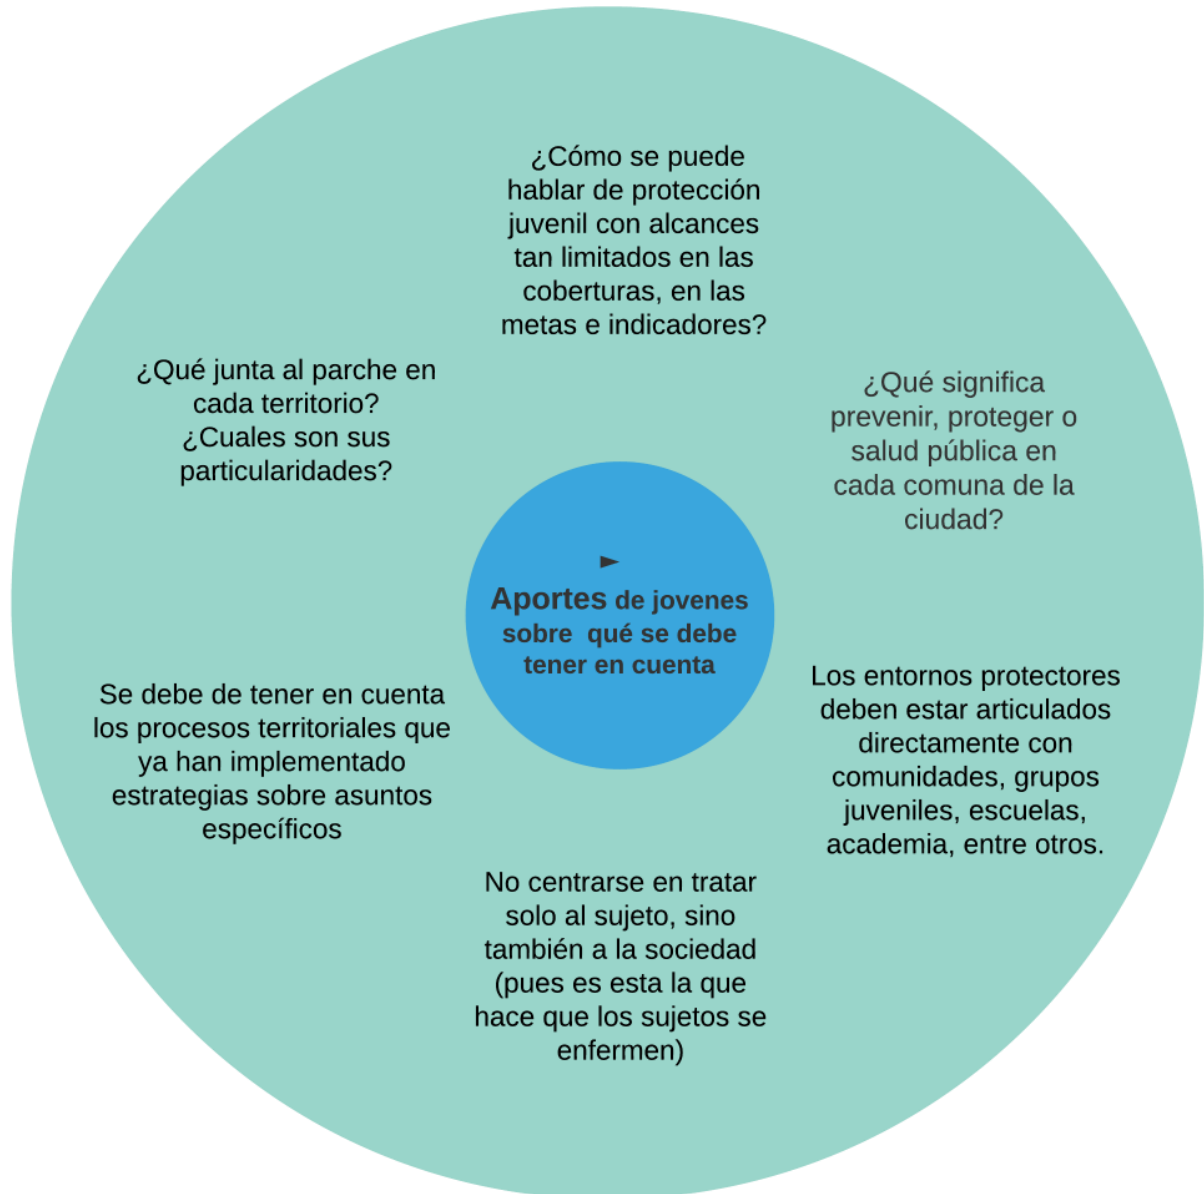 ¿Cómo se puede
hablar de protección
juvenil con alcances
tan limitados en las
coberturas, en las
metas e indicadores?
¿Qué junta al parche en
cada territorio?
¿Cuales son sus
particularidades?
¿Qué significa
prevenir, proteger o
salud pública en
cada comuna de la
ciudad?
►
Aportes de jovenes
sobre qué se debe
tener en cuenta
Se debe de tener en cuenta
los procesos territoriales que
ya han implementado
estrategias sobre asuntos
específicos
Los entornos protectores
deben estar articulados
directamente con
comunidades, grupos
juveniles, escuelas,
academia, entre otros.
No centrarse en tratar
solo al sujeto, sino
también a la sociedad
(pues es esta la que
hace que los sujetos se
enfermen)